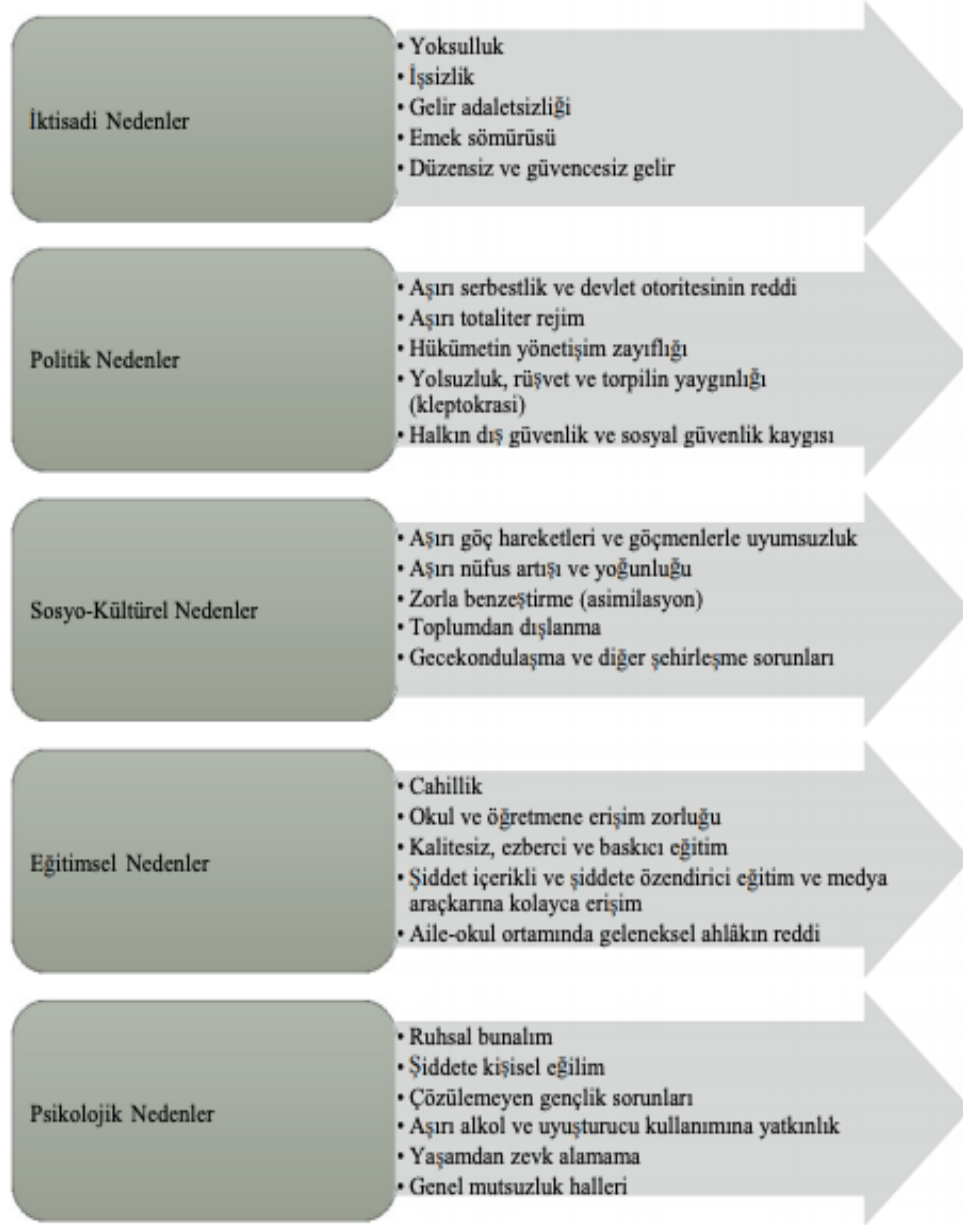 İktisadi Nedenler
• Yoksulluk
• İşsizlik
• Gelir adaletsizliği
• Emek sömürüsü
• Düzensiz ve güvencesiz gelir
Politik Nedenler
• Aşırı serbestlik ve devlet otoritesinin reddi
• Aşırı totaliter rejim
• Hükümetin yönetişim zayıflığı
• Yolsuzluk, rüşvet ve torpilin yaygınlığı
(kleptokrasi)
• Halkın dış güvenlik ve sosyal güvenlik kaygısı
Sosyo-Kültürel Nedenler
• Aşırı göç hareketleri ve göçmenlerle uyumsuzluk
• Aşırı nüfus artışı ve yoğunluğu
• Zorla benzeştirme (asimilasyon)
• Toplumdan dışlanma
• Gecekondulaşma ve diğer şehirleşme sorunları
Eğitimsel Nedenler
• Cahillik
• Okul ve öğretmene erişim zorluğu
• Kalitesiz, ezberci ve baskıcı eğitim
• Şiddet içerikli ve şiddete özendirici eğitim ve medya
araçkarına kolayca erişim
• Aile-okul ortamında geleneksel ahlâkın reddi
Psikolojik Nedenler
• Ruhsal bunalım
• Şiddete kişisel eğilim
• Çözülemeyen gençlik sorunları
• Aşırı alkol ve uyuşturucu kullanımına yatkınlık
• Yaşamdan zevk alamama
• Genel mutsuzluk halleri